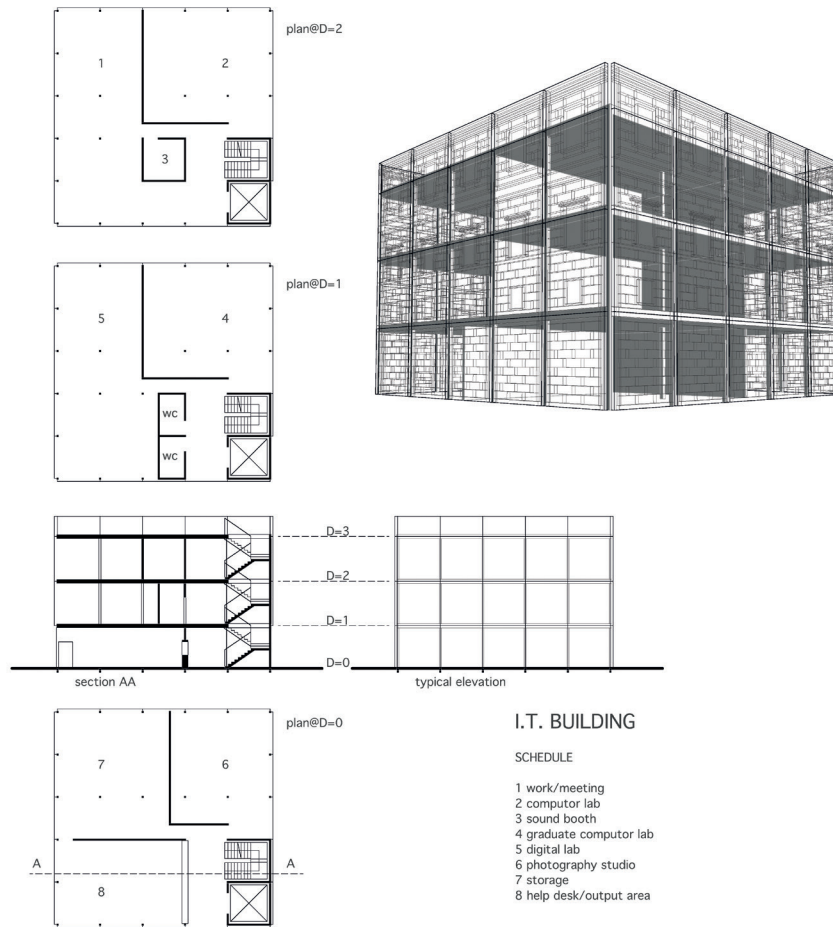 plan@D=2
1
2
3
plan@D=1
5
4
wc
wc
D=3
D=2
D=1
D=0
section AA
typical elevation
plan@D=0
7
6
A
A
8
I.T. BUILDING
SCHEDULE
1 work/meeting
2 computor lab
3 sound booth
4 graduate computor lab
5 digital lab
6 photography studio
7 storage
8 help desk/output area